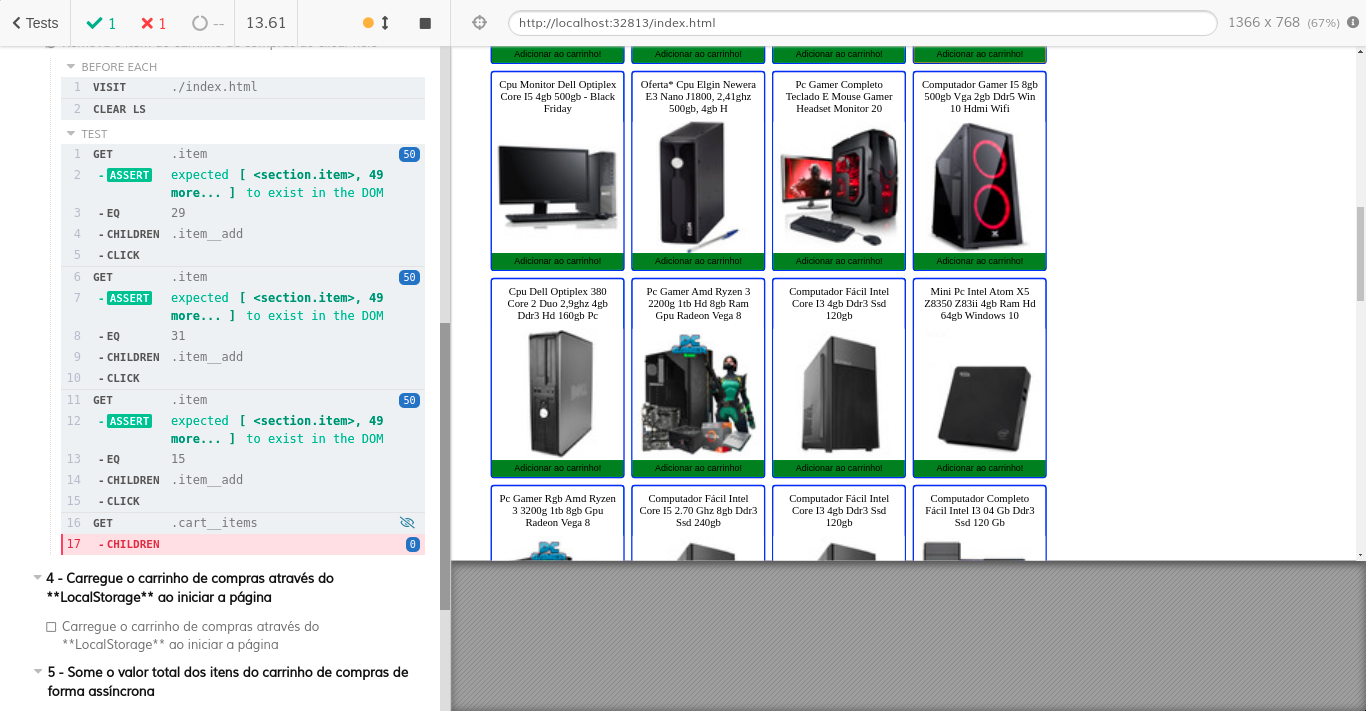 Tests
1
1
--
13.61
http://localhost:32813/index.html
1366 x 768 (67%)
BEFORE EACH
1 VISIT ./index.html
2 CLEAR LS
TEST
1 GET .item 50
2 - ASSERT expected [ <section.item>, 49
more... ] to exist in the DOM
3 - EQ 29
4 - CHILDREN .item__add
5 - CLICK
6 GET .item 50
7 - ASSERT expected [ <section.item>, 49
more... ] to exist in the DOM
8 - EQ 31
9 - CHILDREN .item__add
10 - CLICK
11 GET .item 50
12 - ASSERT expected [ <section.item>, 49
more... ] to exist in the DOM
13 - EQ 15
14 - CHILDREN .item__add
15 - CLICK
16 GET .cart__items
17 - CHILDREN 0
4 - Carregue o carrinho de compras através do
**LocalStorage** ao iniciar a página
Carregue o carrinho de compras através do
**LocalStorage** ao iniciar a página
5 - Some o valor total dos itens do carrinho de compras de
forma assíncrona
Adicionar ao carrinho! Adicionar ao carrinho! Adicionar ao carrinho! Adicionar ao carrinho!
Cpu Monitor Dell Optiplex
Core I5 4gb 500gb - Black
Friday
Oferta* Cpu Elgin Newera
E3 Nano J1800, 2,41ghz
500gb, 4gb H
Pc Gamer Completo
Teclado E Mouse Gamer
Headset Monitor 20
Computador Gamer I5 8gb
500gb Vga 2gb Ddr5 Win
10 Hdmi Wifi
Adicionar ao carrinho! Adicionar ao carrinho! Adicionar ao carrinho! Adicionar ao carrinho!
Cpu Dell Optiplex 380
Core 2 Duo 2,9ghz 4gb
Ddr3 Hd 160gb Pc
Pc Gamer Amd Ryzen 3
2200g 1tb Hd 8gb Ram
Gpu Radeon Vega 8
Computador Fácil Intel
Core I3 4gb Ddr3 Ssd
120gb
Mini Pc Intel Atom X5
Z8350 Z83ii 4gb Ram Hd
64gb Windows 10
Adicionar ao carrinho! Adicionar ao carrinho! Adicionar ao carrinho! Adicionar ao carrinho!
Pc Gamer Rgb Amd Ryzen
3 3200g 1tb 8gb Gpu
Radeon Vega 8
Computador Fácil Intel
Core I5 2.70 Ghz 8gb Ddr3
Ssd 240gb
Computador Fácil Intel
Core I3 4gb Ddr3 Ssd
120gb
Computador Completo
Fácil Intel I3 04 Gb Ddr3
Ssd 120 Gb